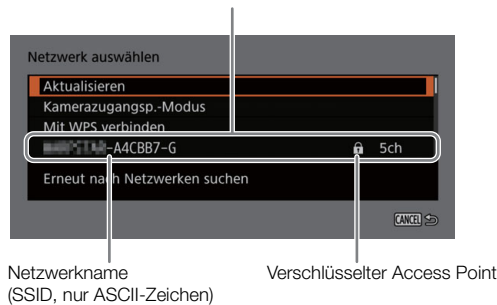 Netzwerk auswählen
Aktualisieren
Kamerazugangsp.-Modus
Mit WPS verbinden
-A4CBB7-G 5ch
Erneut nach Netzwerken suchen
CANCEL
Netzwerkname
(SSID, nur ASCII-Zeichen)
Verschlüsselter Access Point